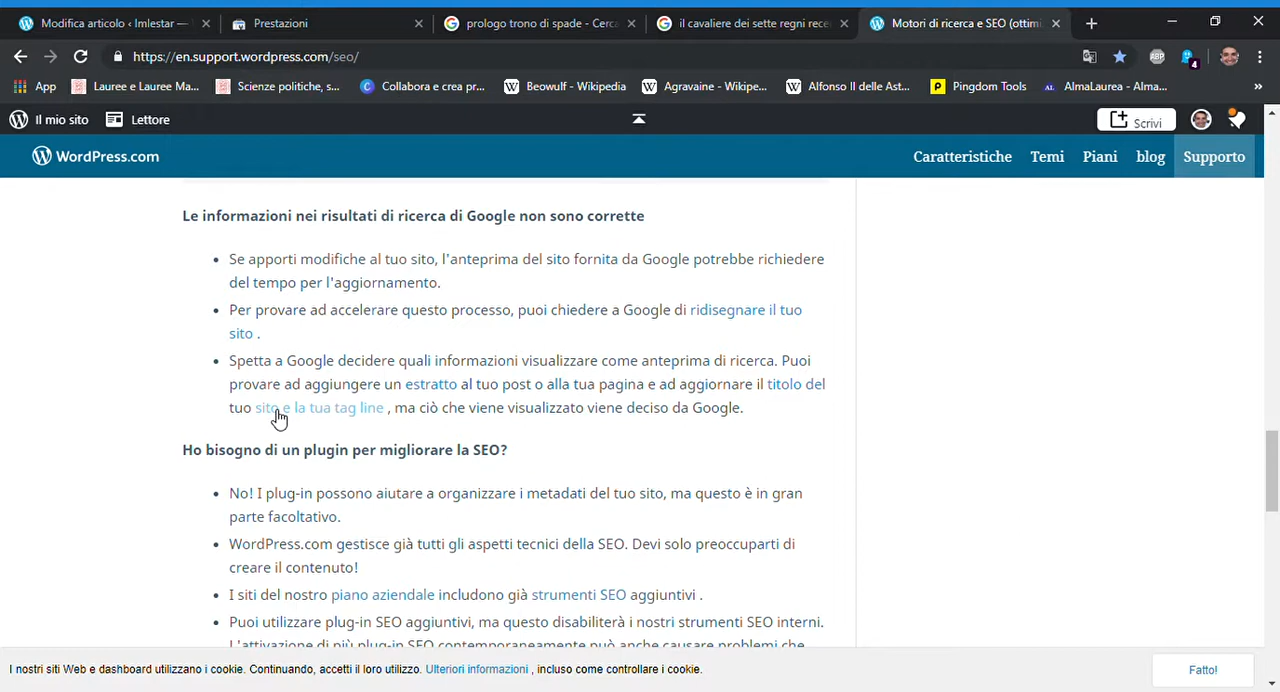 Modifica articolo ‹ Imlestar —
Prestazioni
prologo trono di spade - Cerca
il cavaliere dei sette regni rece
Motori di ricerca e SEO (ottimi
https://en.support.wordpress.com/seo/
ABP
4
App
Lauree e Lauree Ma...
Scienze politiche, s...
Collabora e crea pr...
Beowulf - Wikipedia
Agravaine - Wikipe...
Alfonso II delle Ast...
Pingdom Tools
AlmaLaurea - Alma...
»
Il mio sito
Lettore
Scrivi
WordPress.com
Caratteristiche
Temi
Piani
blog
Supporto
Le informazioni nei risultati di ricerca di Google non sono corrette
• Se apporti modifiche al tuo sito, l'anteprima del sito fornita da Google potrebbe richiedere
del tempo per l'aggiornamento.
• Per provare ad accelerare questo processo, puoi chiedere a Google di ridisegnare il tuo
sito .
• Spetta a Google decidere quali informazioni visualizzare come anteprima di ricerca. Puoi
provare ad aggiungere un estratto al tuo post o alla tua pagina e ad aggiornare il titolo del
tuo sito e la tua tag line , ma ciò che viene visualizzato viene deciso da Google.
Ho bisogno di un plugin per migliorare la SEO?
• No! I plug-in possono aiutare a organizzare i metadati del tuo sito, ma questo è in gran
parte facoltativo.
• WordPress.com gestisce già tutti gli aspetti tecnici della SEO. Devi solo preoccuparti di
creare il contenuto!
• I siti del nostro piano aziendale includono già strumenti SEO aggiuntivi .
• Puoi utilizzare plug-in SEO aggiuntivi, ma questo disabiliterà i nostri strumenti SEO interni.
L'attivazione di più plug-in SEO contemporaneamente può anche causare problemi che
I nostri siti Web e dashboard utilizzano i cookie. Continuando, accetti il loro utilizzo. Ulteriori informazioni , incluso come controllare i cookie.
Fatto!